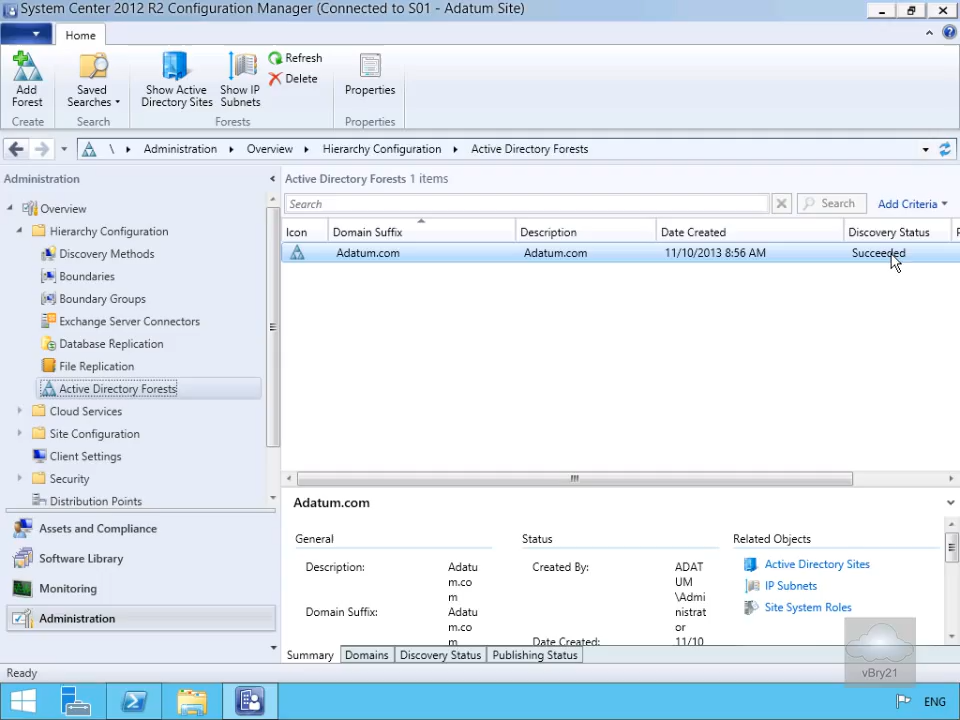 System Center 2012 R2 Configuration Manager (Connected to S01 - Adatum Site)
Home
Add Forest
Saved Searches
Show Active Directory Sites
Show IP Subnets
Refresh
Delete
Properties
Create
Search
Forests
Properties
\ Administration Overview Hierarchy Configuration Active Directory Forests
Administration
Overview
Hierarchy Configuration
Discovery Methods
Boundaries
Boundary Groups
Exchange Server Connectors
Database Replication
File Replication
Active Directory Forests
Cloud Services
Site Configuration
Client Settings
Security
Distribution Points
Assets and Compliance
Software Library
Monitoring
Administration
Active Directory Forests 1 items
Search
Search
Add Criteria
Icon Domain Suffix Description Date Created Discovery Status
Adatum.com Adatum.com 11/10/2013 8:56 AM Succeeded
Adatum.com
General
Description:
Adatu
m.co
m
Domain Suffix:
Adatu
m.co
m
Status
Created By:
ADAT
UM
\Admi
nistrat
or
Date Created:
11/10
Related Objects
Active Directory Sites
IP Subnets
Site System Roles
Summary Domains Discovery Status Publishing Status
vBry21
Ready
ENG